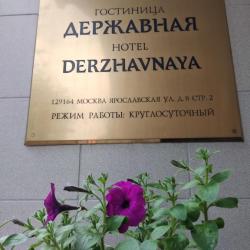 ГОСТИНИЦА
ДЕРЖАВНАЯ
HOTEL
DERZHAVNAYA
129164 МОСКВА ЯРОСЛАВСКАЯ УЛ. Д. 8 СТР. 2
РЕЖИМ РАБОТЫ: КРУГЛОСУТОЧНЫЙ